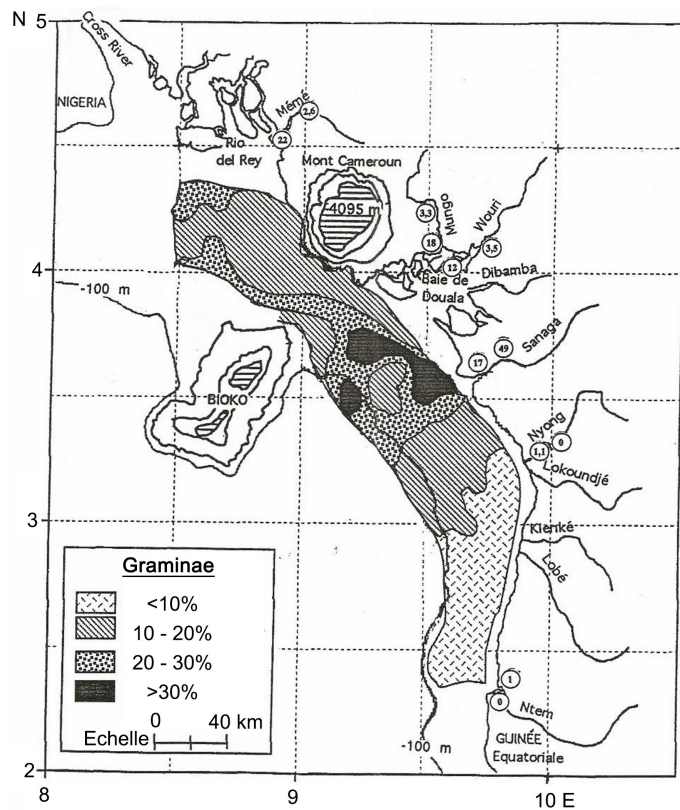 N 5
Cross River
NIGERIA
Mémé
2,6
22
Rio
del Rey
Mont Cameroun
4095 m
3,3
Mungo
Wouri
18
3,5
12
4
-100 m
Baie de
Douala
Dibamba
Sanaga
49
17
BIOKO
Nyong
0
1,1
Lokoundjé
3
Kienké
Lobé
Graminae
<10%
10 - 20%
20 - 30%
>30%
0 40 km
Echelle
1
0
Ntem
-100 m
GUINÉE
Equatoriale
2
8 9 10 E